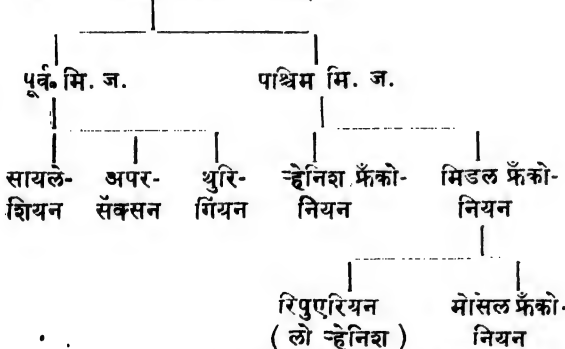 पूर्व. मि. ज. पश्चिम मि. ज.
सायले- अपर- थुरि- ऱ्हेनिश फ्रँको- मिडल फ्रँको-
शियन सॅक्सन गियन नियन नियन
रिपुएरियन मोसल फ्रँको-
( लो ऱ्हेनिश ) नियन